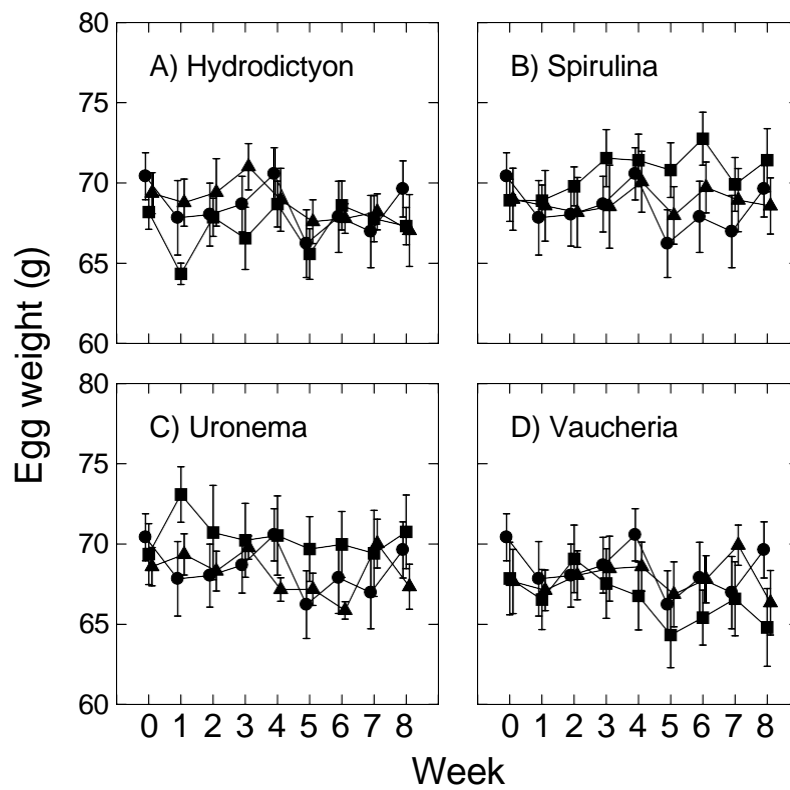 80
75
70
65
60
A) Hydrodictyon
B) Spirulina
Egg weight (g)
80
75
70
65
60
C) Uronema
D) Vaucheria
0 1 2 3 4 5 6 7 8
0 1 2 3 4 5 6 7 8
Week